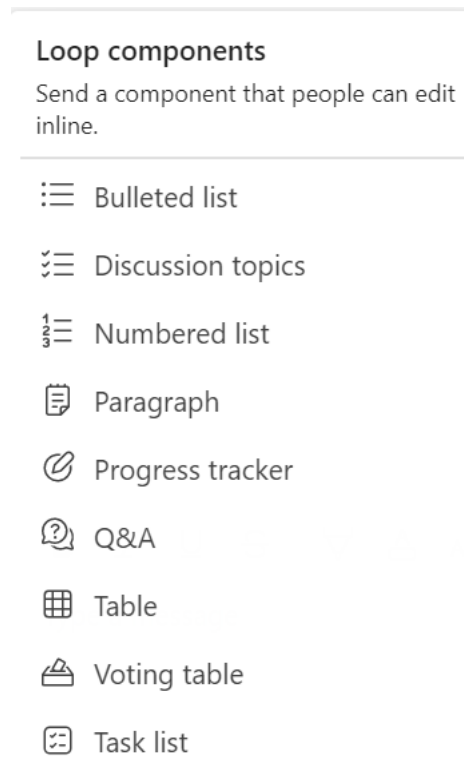 Loop components
Send a component that people can edit
inline.
Bulleted list
Discussion topics
Numbered list
Paragraph
Progress tracker
Q&A
Table
Voting table
Task list